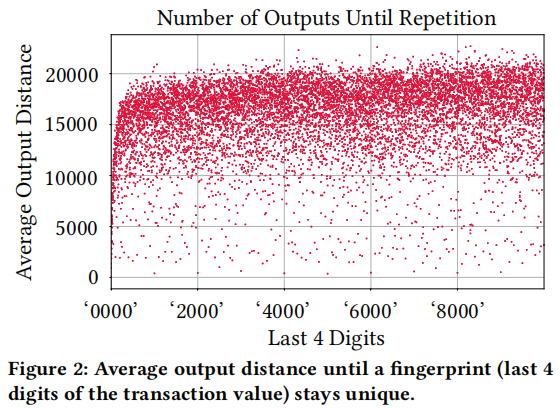 Number of Outputs Until Repetition
Average Output Distance
20000
15000
10000
5000
0
‘0000’ ‘2000’ ‘4000’ ‘6000’ ‘8000’
Last 4 Digits
Figure 2: Average output distance until a fingerprint (last 4
digits of the transaction value) stays unique.